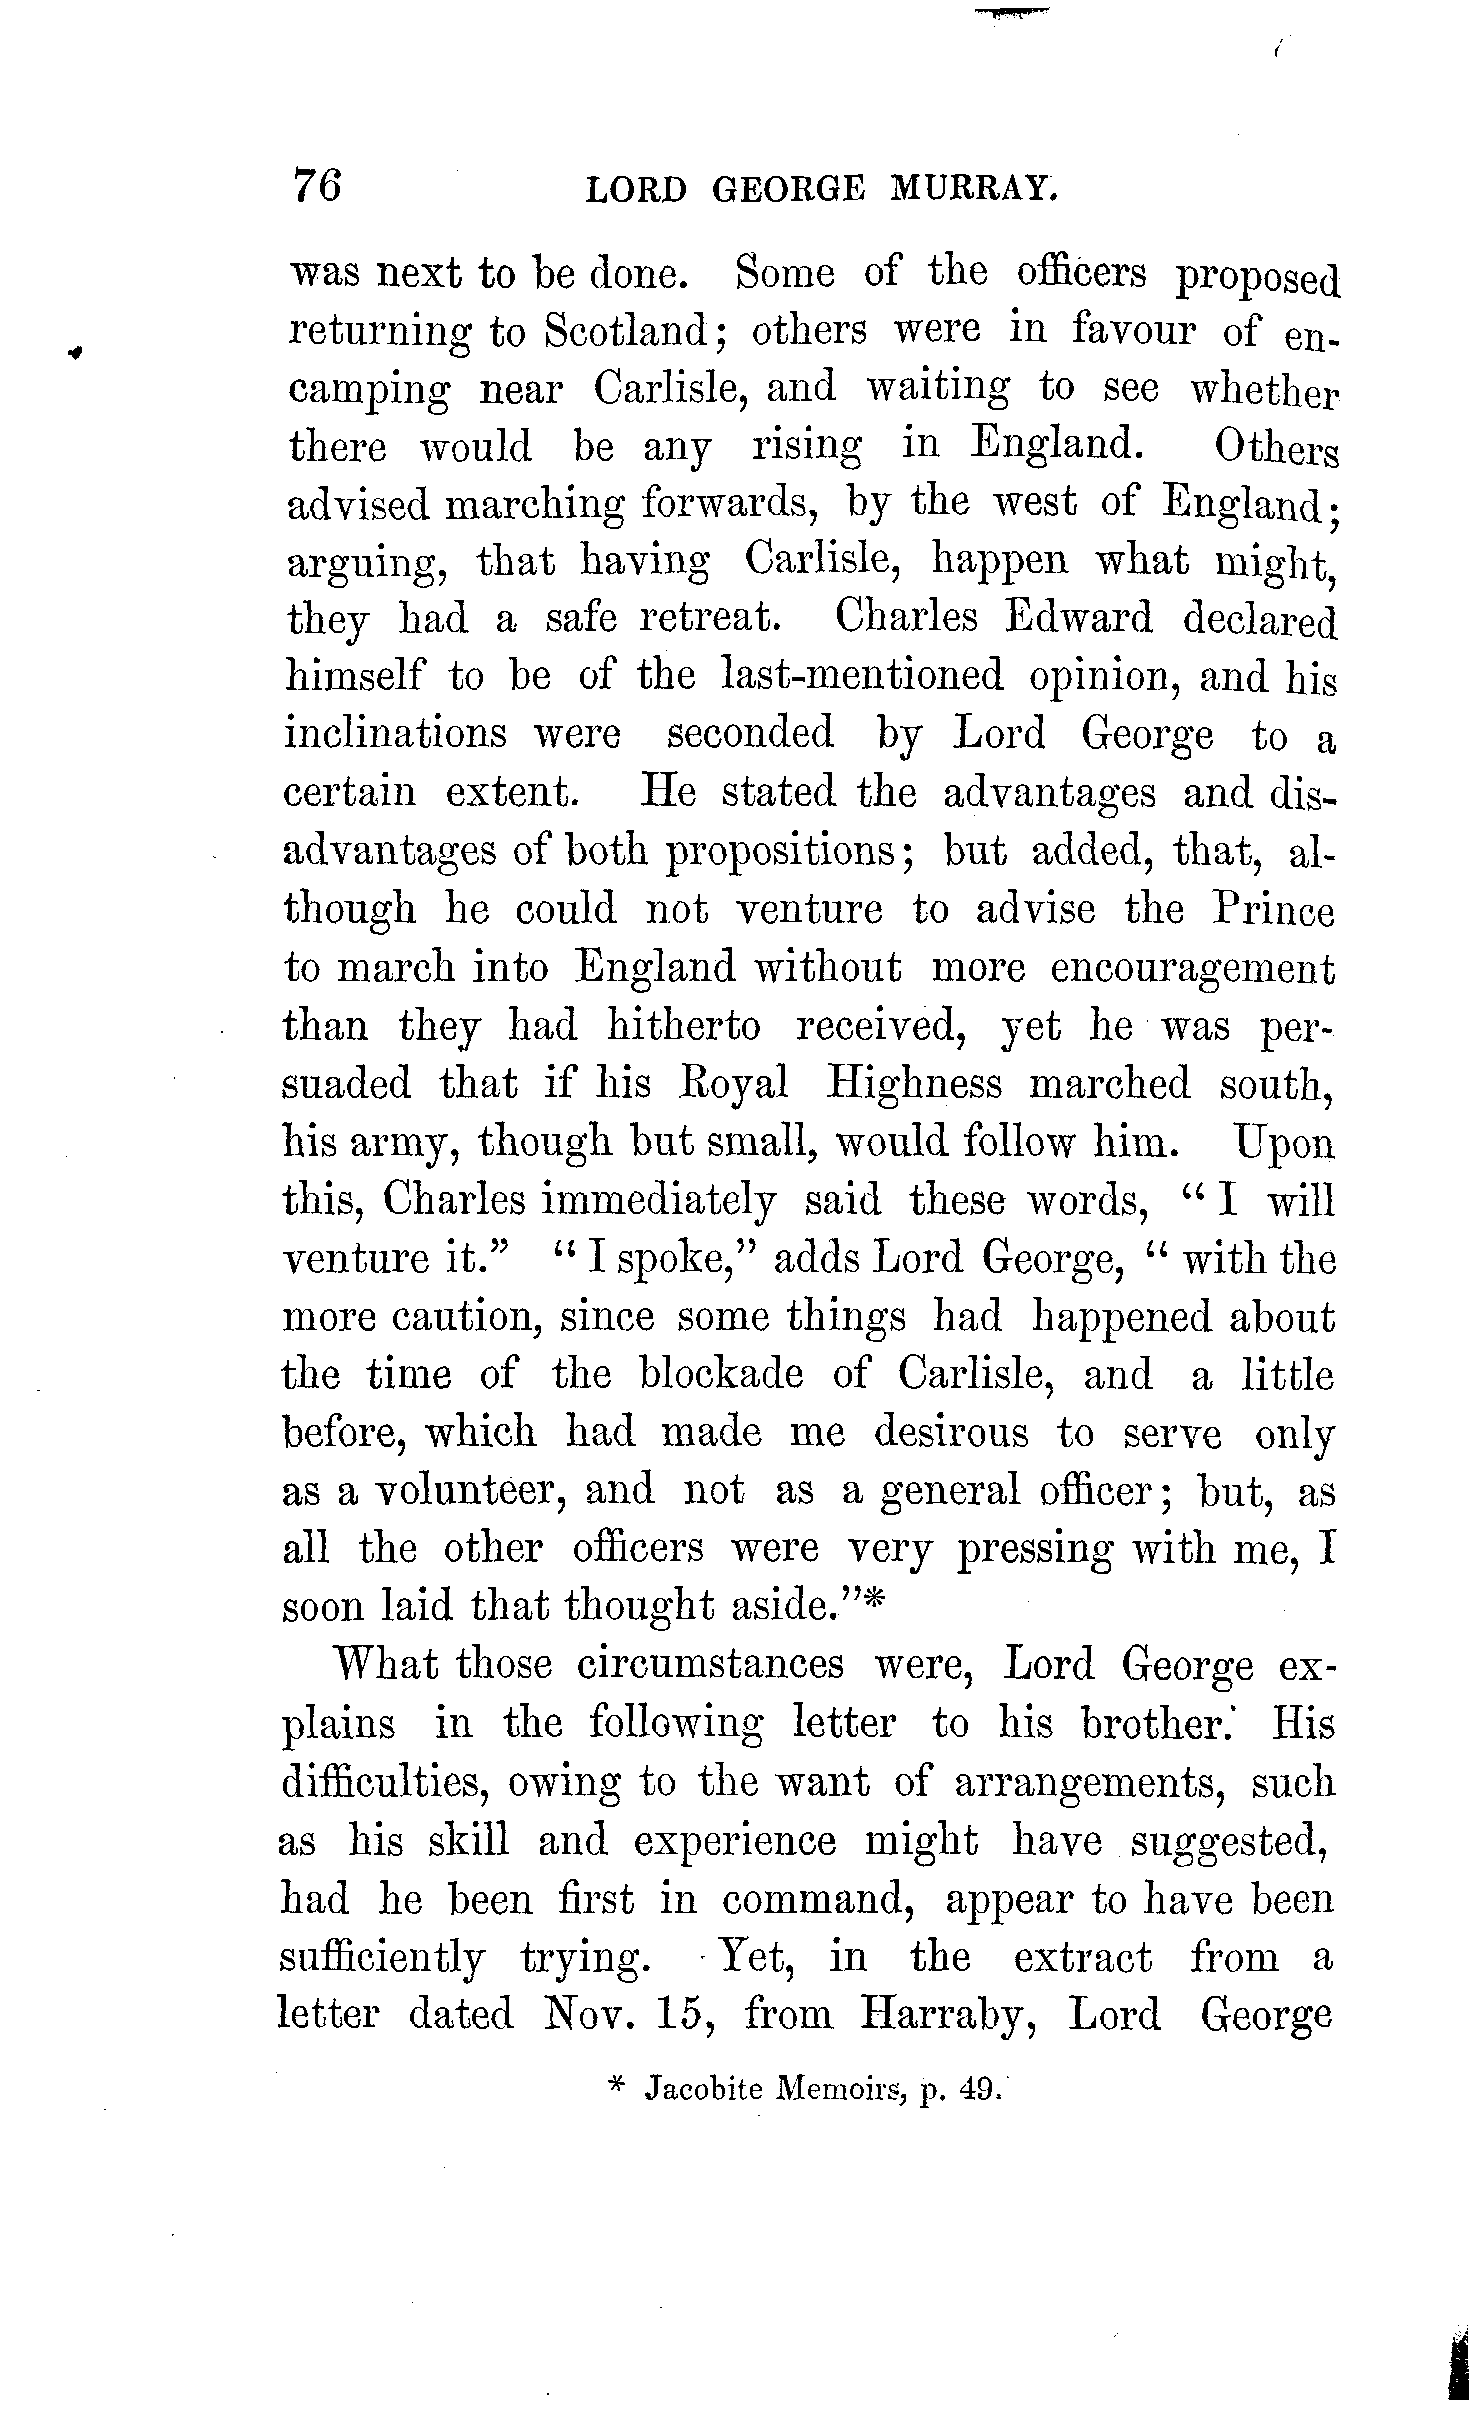 76 LORD GEORGE MURRAY.
was next to be done. Some of the officers proposed
returning to Scotland; others were in favour of en-
camping near Carlisle, and waiting to see whether
there would be any rising in England. Others
advised marching forwards, by the west of England;
arguing, that having Carlisle, happen what might,
they had a safe retreat. Charles Edward declared
himself to be of the last-mentioned opinion, and his
inclinations were seconded by Lord George to a
certain extent. He stated the advantages and dis-
advantages of both propositions; but added, that, al-
though he could not venture to advise the Prince
to march into England without more encouragement
than they had hitherto received, yet he was per-
suaded that if his Royal Highness marched south,
his army, though but small, would follow him. Upon
this, Charles immediately said these words, “ I will
venture it.” “ I spoke,” adds Lord George, “ with the
more caution, since some things had happened about
the time of the blockade of Carlisle, and a little
before, which had made me desirous to serve only
as a volunteer, and not as a general officer; but, as
all the other officers were very pressing with me, I
soon laid that thought aside.”*
What those circumstances were, Lord George ex-
plains in the following letter to his brother. His
difficulties, owing to the want of arrangements, such
as his skill and experience might have suggested,
had he been first in command, appear to have been
sufficiently trying. Yet, in the extract from a
letter dated Nov. 15, from Harraby, Lord George
* Jacobite Memoirs, p. 49.